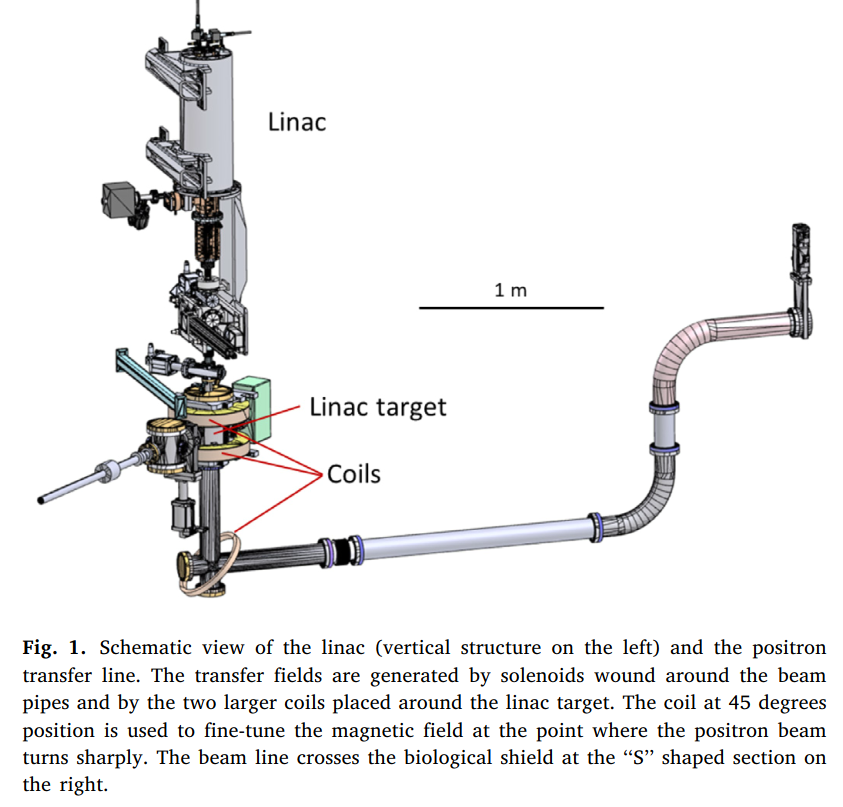 Linac
1 m
Linac target
Coils
Fig. 1. Schematic view of the linac (vertical structure on the left) and the positron
transfer line. The transfer fields are generated by solenoids wound around the beam
pipes and by the two larger coils placed around the linac target. The coil at 45 degrees
position is used to fine-tune the magnetic field at the point where the positron beam
turns sharply. The beam line crosses the biological shield at the “S” shaped section on
the right.